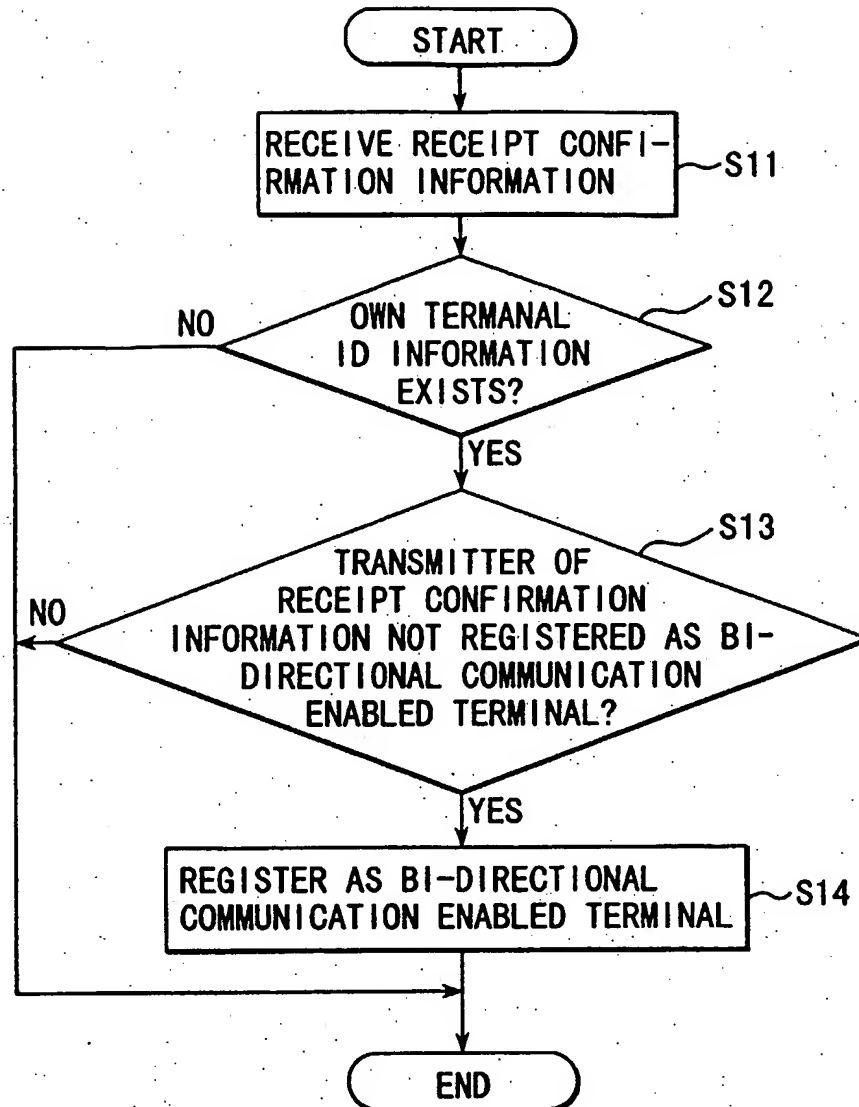 START
RECEIVE RECEIPT CONFI-
RMATION INFORMATION
S11
S12
NO
OWN TERMANAL
ID INFORMATION
EXISTS?
YES
S13
NO
TRANSMITTER OF
RECEIPT CONFIRMATION
INFORMATION NOT REGISTERED AS BI-
DIRECTIONAL COMMUNICATION
ENABLED TERMINAL?
YES
REGISTER AS BI-DIRECTIONAL
COMMUNICATION ENABLED TERMINAL
S14
END